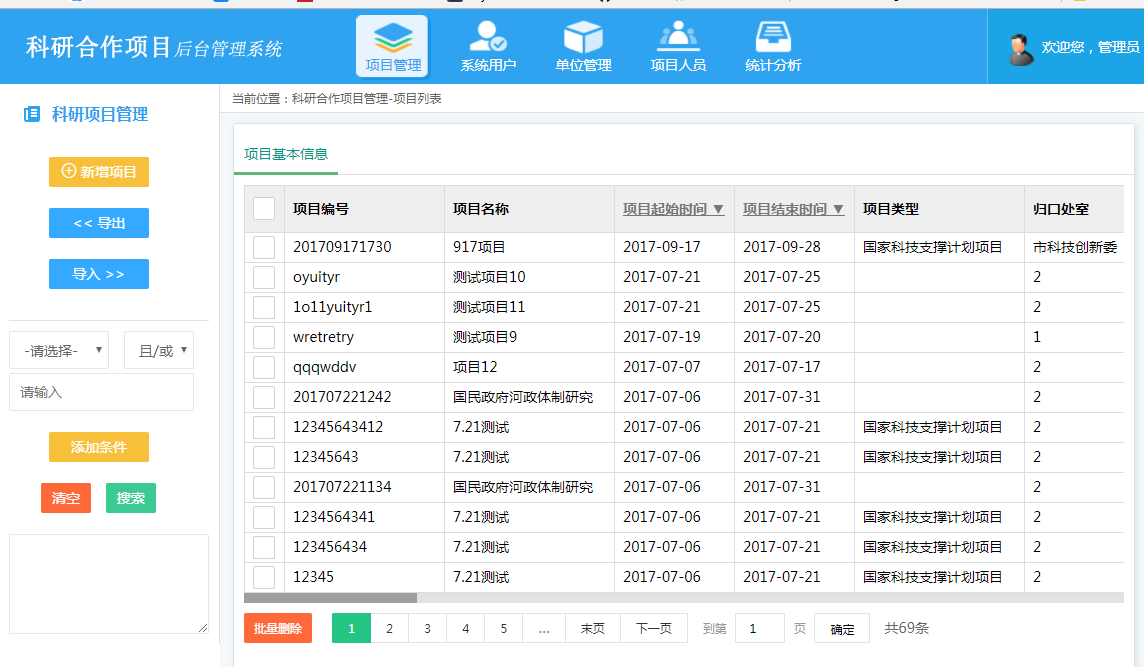 科研合作项目后台管理系统
项目管理 系统用户 单位管理 项目人员 统计分析
欢迎您，管理员
科研项目管理
新增项目
<< 导出
导入 >>
-请选择- ▼ 且/或 ▼
请输入
添加条件
清空 搜索
当前位置：科研合作项目管理-项目列表
项目基本信息
项目编号 项目名称 项目起始时间 ▼ 项目结束时间 ▼ 项目类型 归口处室
201709171730 917项目 2017-09-17 2017-09-28 国家科技支撑计划项目 市科技创新委
oyuityr 测试项目10 2017-07-21 2017-07-25 2
1o11yuityr1 测试项目11 2017-07-21 2017-07-25 2
wretretry 测试项目9 2017-07-19 2017-07-20 1
qqqwddv 项目12 2017-07-07 2017-07-17 2
201707221242 国民政府河政体制研究 2017-07-06 2017-07-31 2
12345643412 7.21测试 2017-07-06 2017-07-21 国家科技支撑计划项目 2
12345643 7.21测试 2017-07-06 2017-07-21 国家科技支撑计划项目 2
201707221134 国民政府河政体制研究 2017-07-06 2017-07-31 2
1234564341 7.21测试 2017-07-06 2017-07-21 国家科技支撑计划项目 2
123456434 7.21测试 2017-07-06 2017-07-21 国家科技支撑计划项目 2
12345 7.21测试 2017-07-06 2017-07-21 国家科技支撑计划项目 2
批量删除 1 2 3 4 5 ... 末页 下一页 到第 1 页 确定 共69条